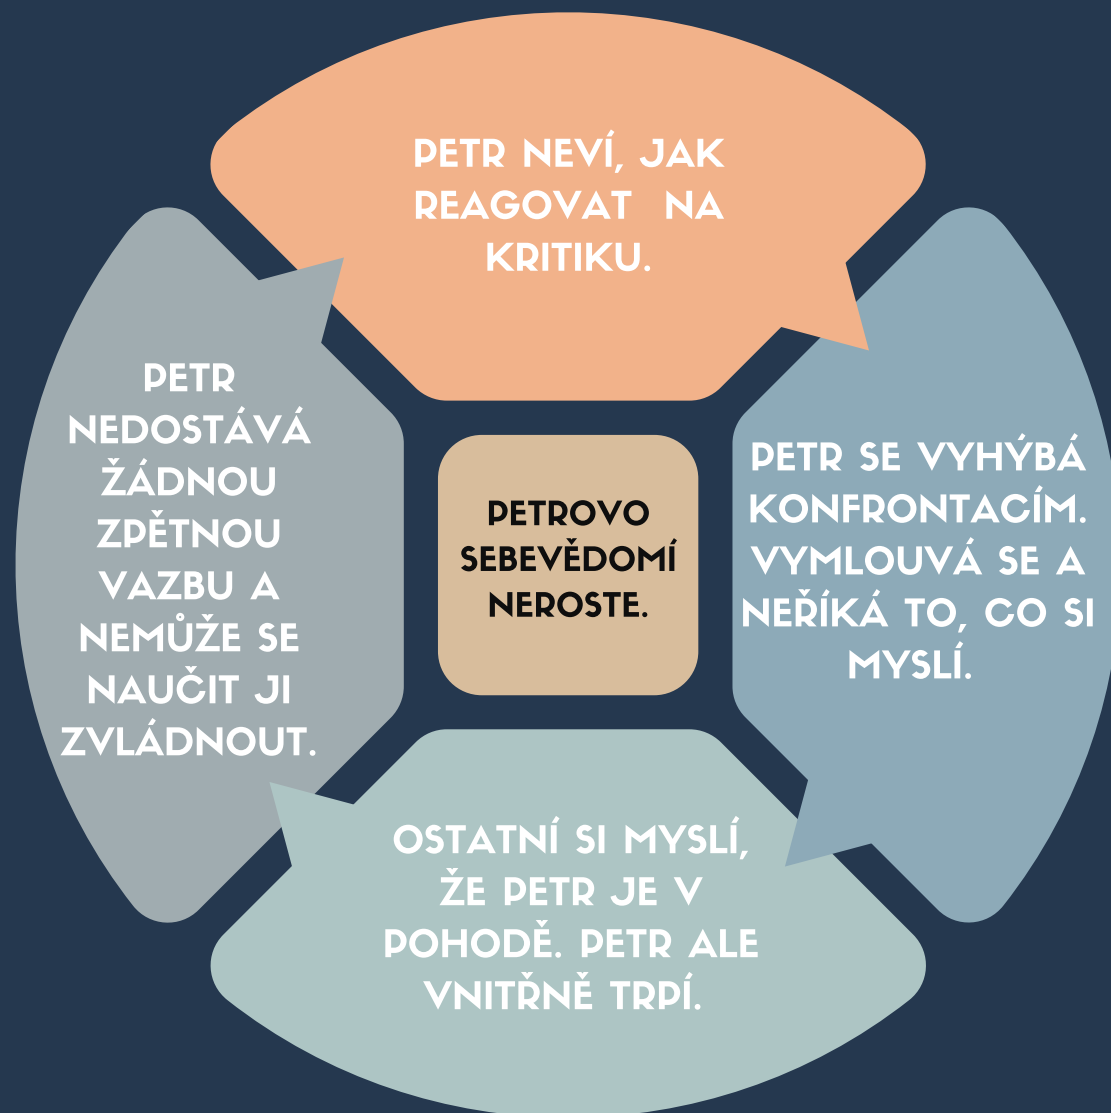 PETR NEVÍ, JAK
REAGOVAT NA
KRITIKU.
PETR SE VYHÝBÁ
KONFRONTACÍM.
VYMLOUVÁ SE A
NEŘÍKÁ TO, CO SI
MYSLÍ.
OSTATNÍ SI MYSLÍ,
ŽE PETR JE V
POHODĚ. PETR ALE
VNITŘNĚ TRPÍ.
PETR
NEDOSTÁVÁ
ŽÁDNOU
ZPĚTNOU
VAZBU A
NEMŮŽE SE
NAUČIT JI
ZVLÁDNOUT.
PETROVO
SEBEVĚDOMÍ
NEROSTE.